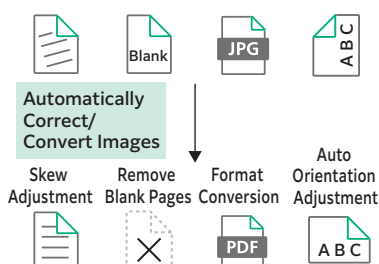 Blank
JPG
A B C
Automatically
Correct/
Convert Images
Skew
Adjustment
Remove
Blank Pages
Format
Conversion
Auto
Orientation
Adjustment
PDF
A B C